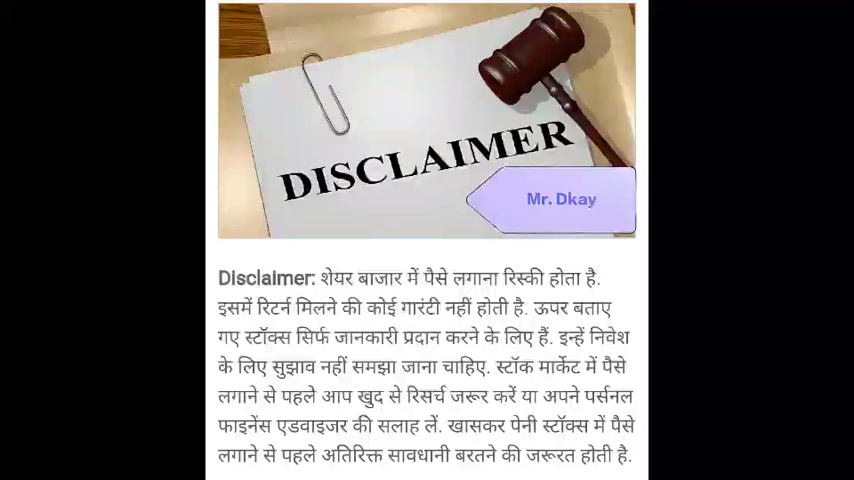 DISCLAIMER
Mr. Dkay
Disclaimer: शेयर बाजार में पैसे लगाना रिस्की होता है.
इसमें रिटर्न मिलने की कोई गारंटी नहीं होती है. ऊपर बताए
गए स्टॉक्स सिर्फ जानकारी प्रदान करने के लिए हैं. इन्हें निवेश
के लिए सुझाव नहीं समझा जाना चाहिए. स्टॉक मार्केट में पैसे
लगाने से पहले आप खुद से रिसर्च जरूर करें या अपने पर्सनल
फाइनेंस एडवाइजर की सलाह लें. खासकर पेनी स्टॉक्स में पैसे
लगाने से पहले अतिरिक्त सावधानी बरतने की जरूरत होती है.